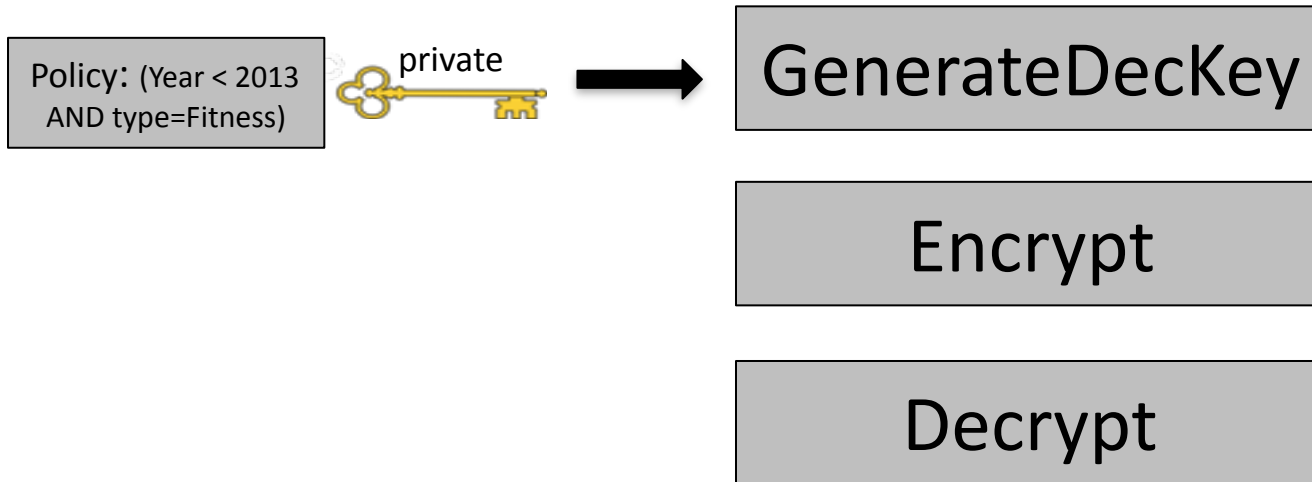 Policy: (Year < 2013
AND type=Fitness)
private
GenerateDecKey
Encrypt
Decrypt